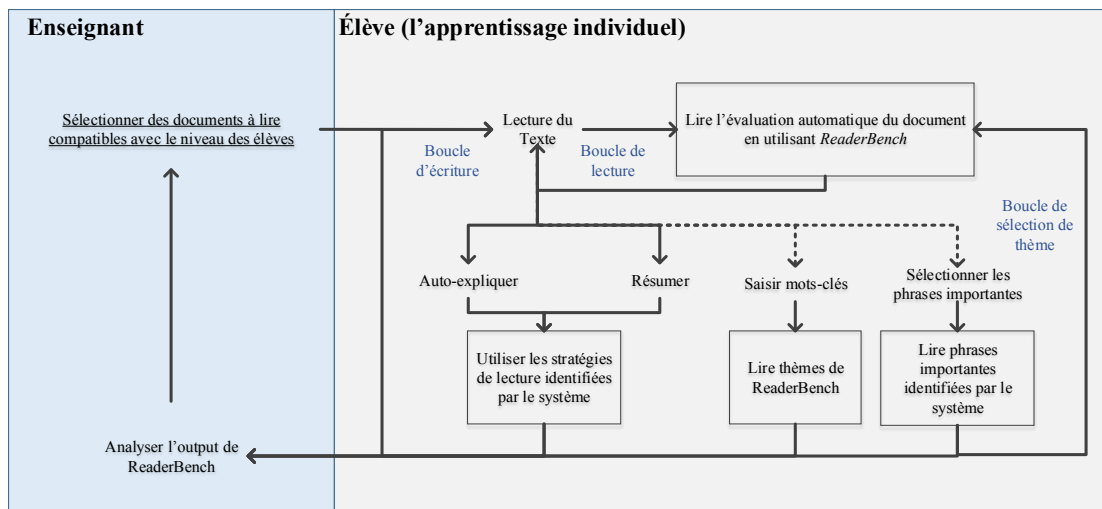 Enseignant
Élève (l’apprentissage individuel)
Sélectionner des documents à lire
compatibles avec le niveau des élèves
Lecture du
Texte
Lire l’évaluation automatique du document
en utilisant ReaderBench
Boucle
d’écriture
Boucle de
lecture
Boucle de
sélection de
thème
Auto-expliquer
Résumer
Saisir mots-clés
Sélectionner les
phrases importantes
Utiliser les stratégies
de lecture identifiées
par le système
Lire thèmes de
ReaderBench
Lire phrases
importantes
identifiées par le
système
Analyser l’output de
ReaderBench